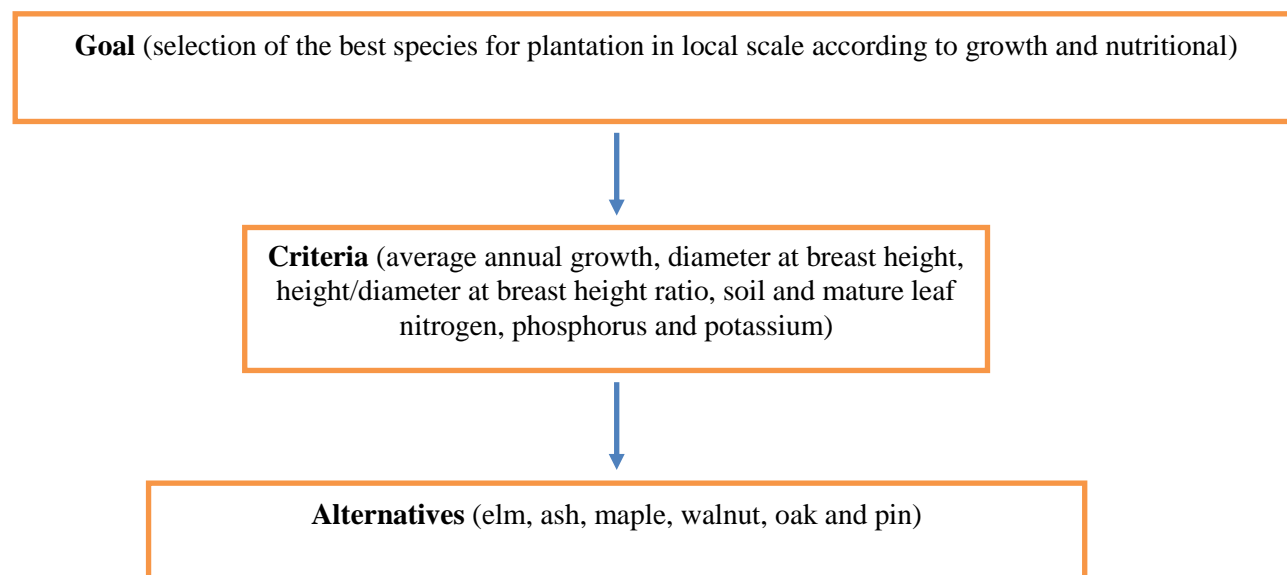 Goal (selection of the best species for plantation in local scale according to growth and nutritional)
Criteria (average annual growth, diameter at breast height,
height/diameter at breast height ratio, soil and mature leaf
nitrogen, phosphorus and potassium)
Alternatives (elm, ash, maple, walnut, oak and pin)